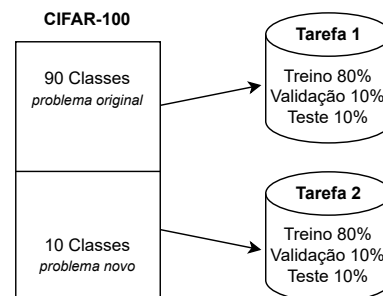 CIFAR-100
90 Classes
problema original
10 Classes
problema novo
Tarefa 1
Treino 80%
Validação 10%
Teste 10%
Tarefa 2
Treino 80%
Validação 10%
Teste 10%